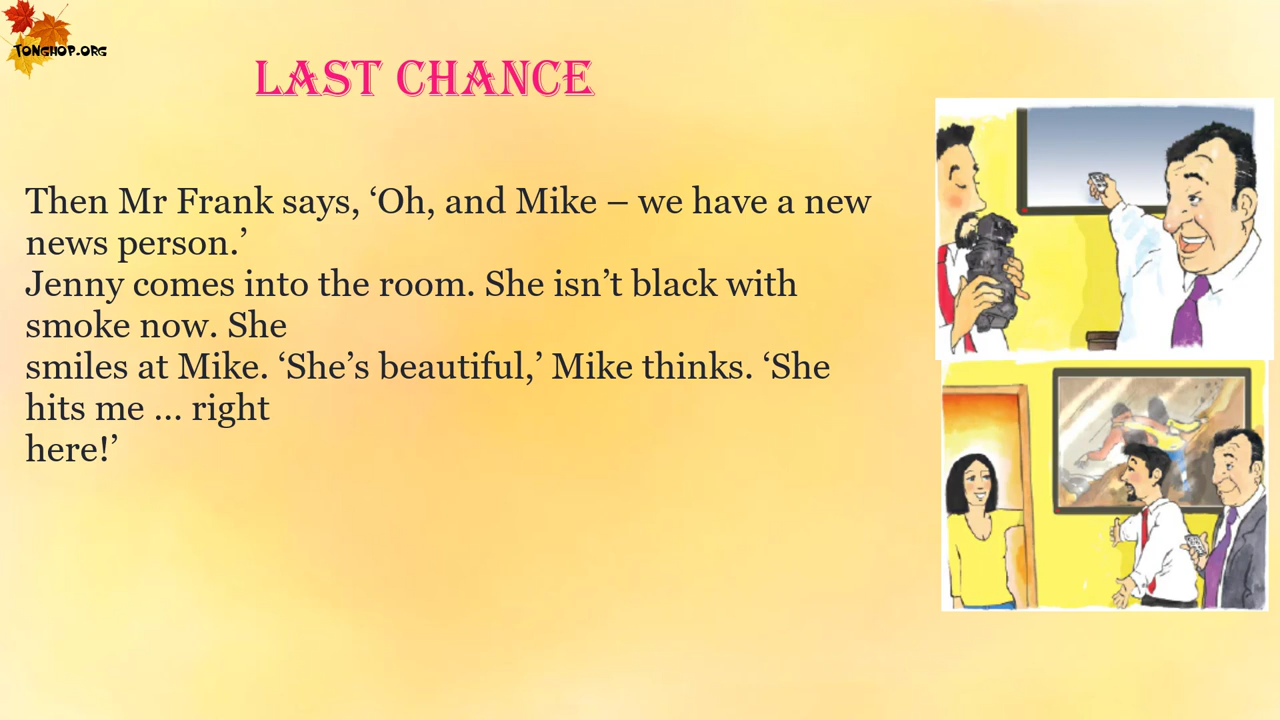 TONGHOP.ORG
LAST CHANCE
Then Mr Frank says, ‘Oh, and Mike – we have a new
news person.’
Jenny comes into the room. She isn’t black with
smoke now. She
smiles at Mike. ‘She’s beautiful,’ Mike thinks. ‘She
hits me ... right
here!’